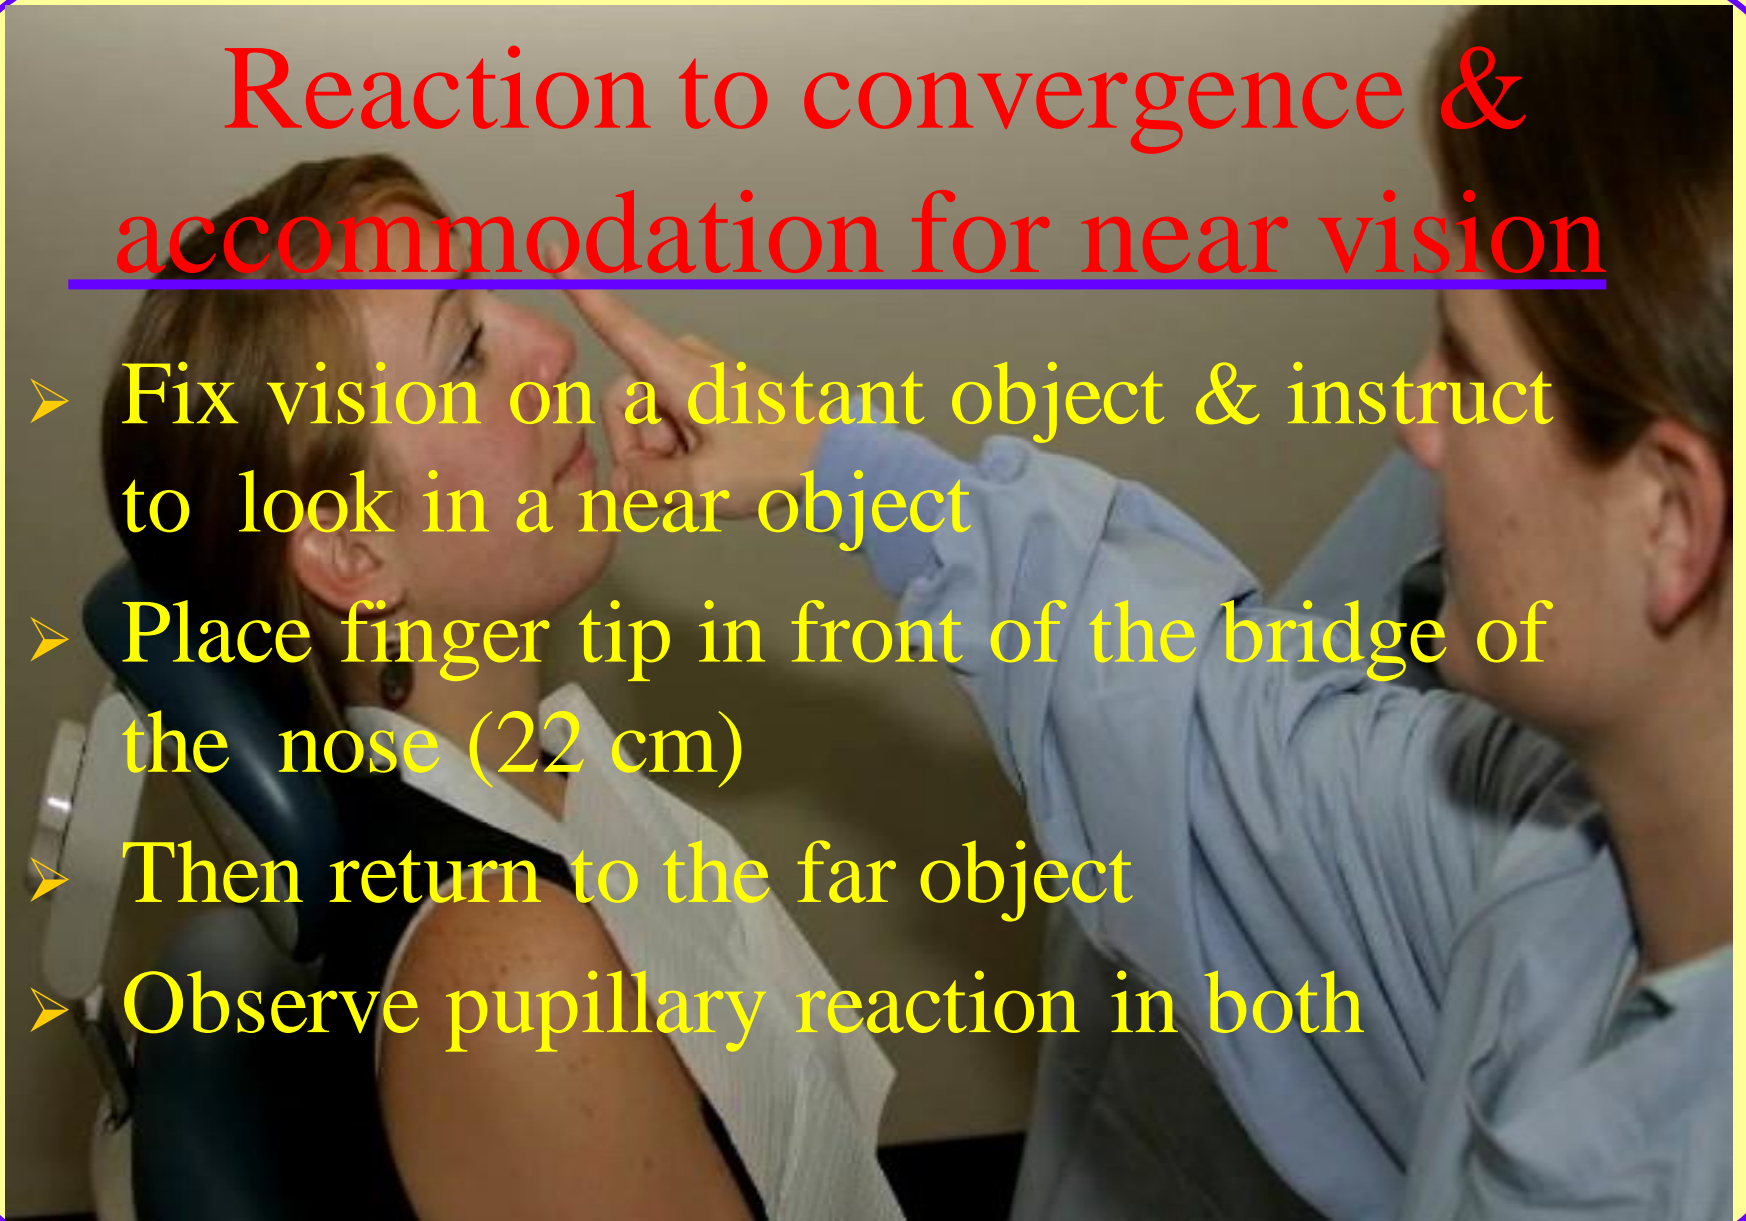 Reaction to convergence &
accommodation for near vision
➢ Fix vision on a distant object & instruct
to look in a near object
➢ Place finger tip in front of the bridge of
the nose (22 cm)
➢ Then return to the far object
➢ Observe pupillary reaction in both